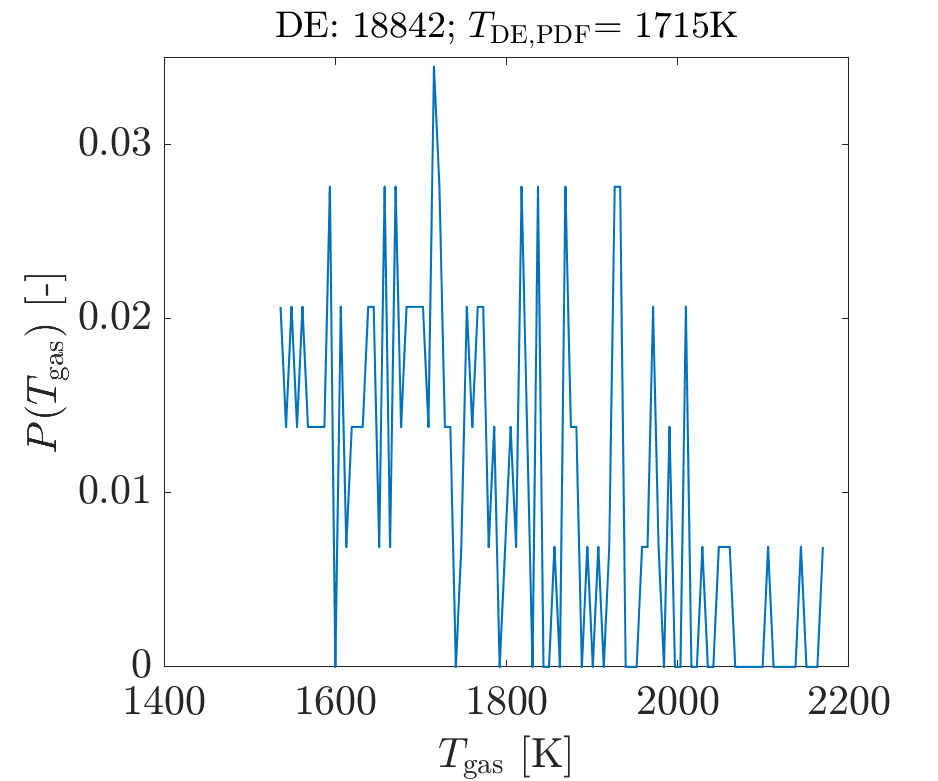 DE: 18842; T_DE,PDF= 1715K
P(T_gas) [-]
0.03
0.02
0.01
0
1400 1600 1800 2000 2200
T_gas [K]